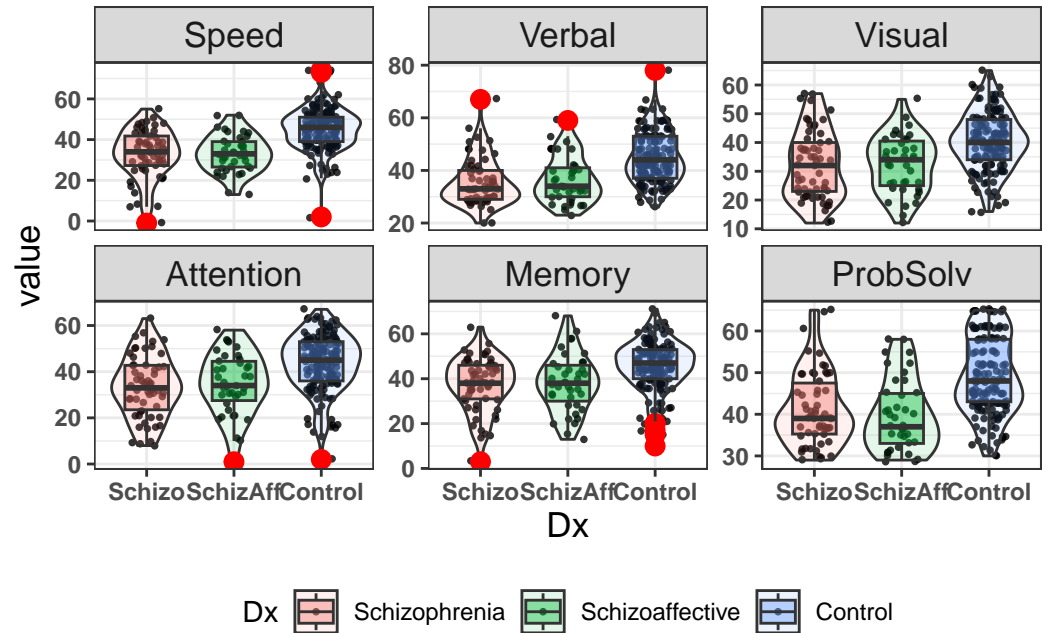 Speed Verbal Visual
80
60 60 60
50
40 40 40
30
20 20
0 20 10
value
Attention Memory ProbSolv
60 60 60
50
40 40
40
20 20
30
0 0
Schizo SchizAff Control Schizo SchizAff Control Schizo SchizAff Control
Dx
Dx Schizophrenia Schizoaffective Control